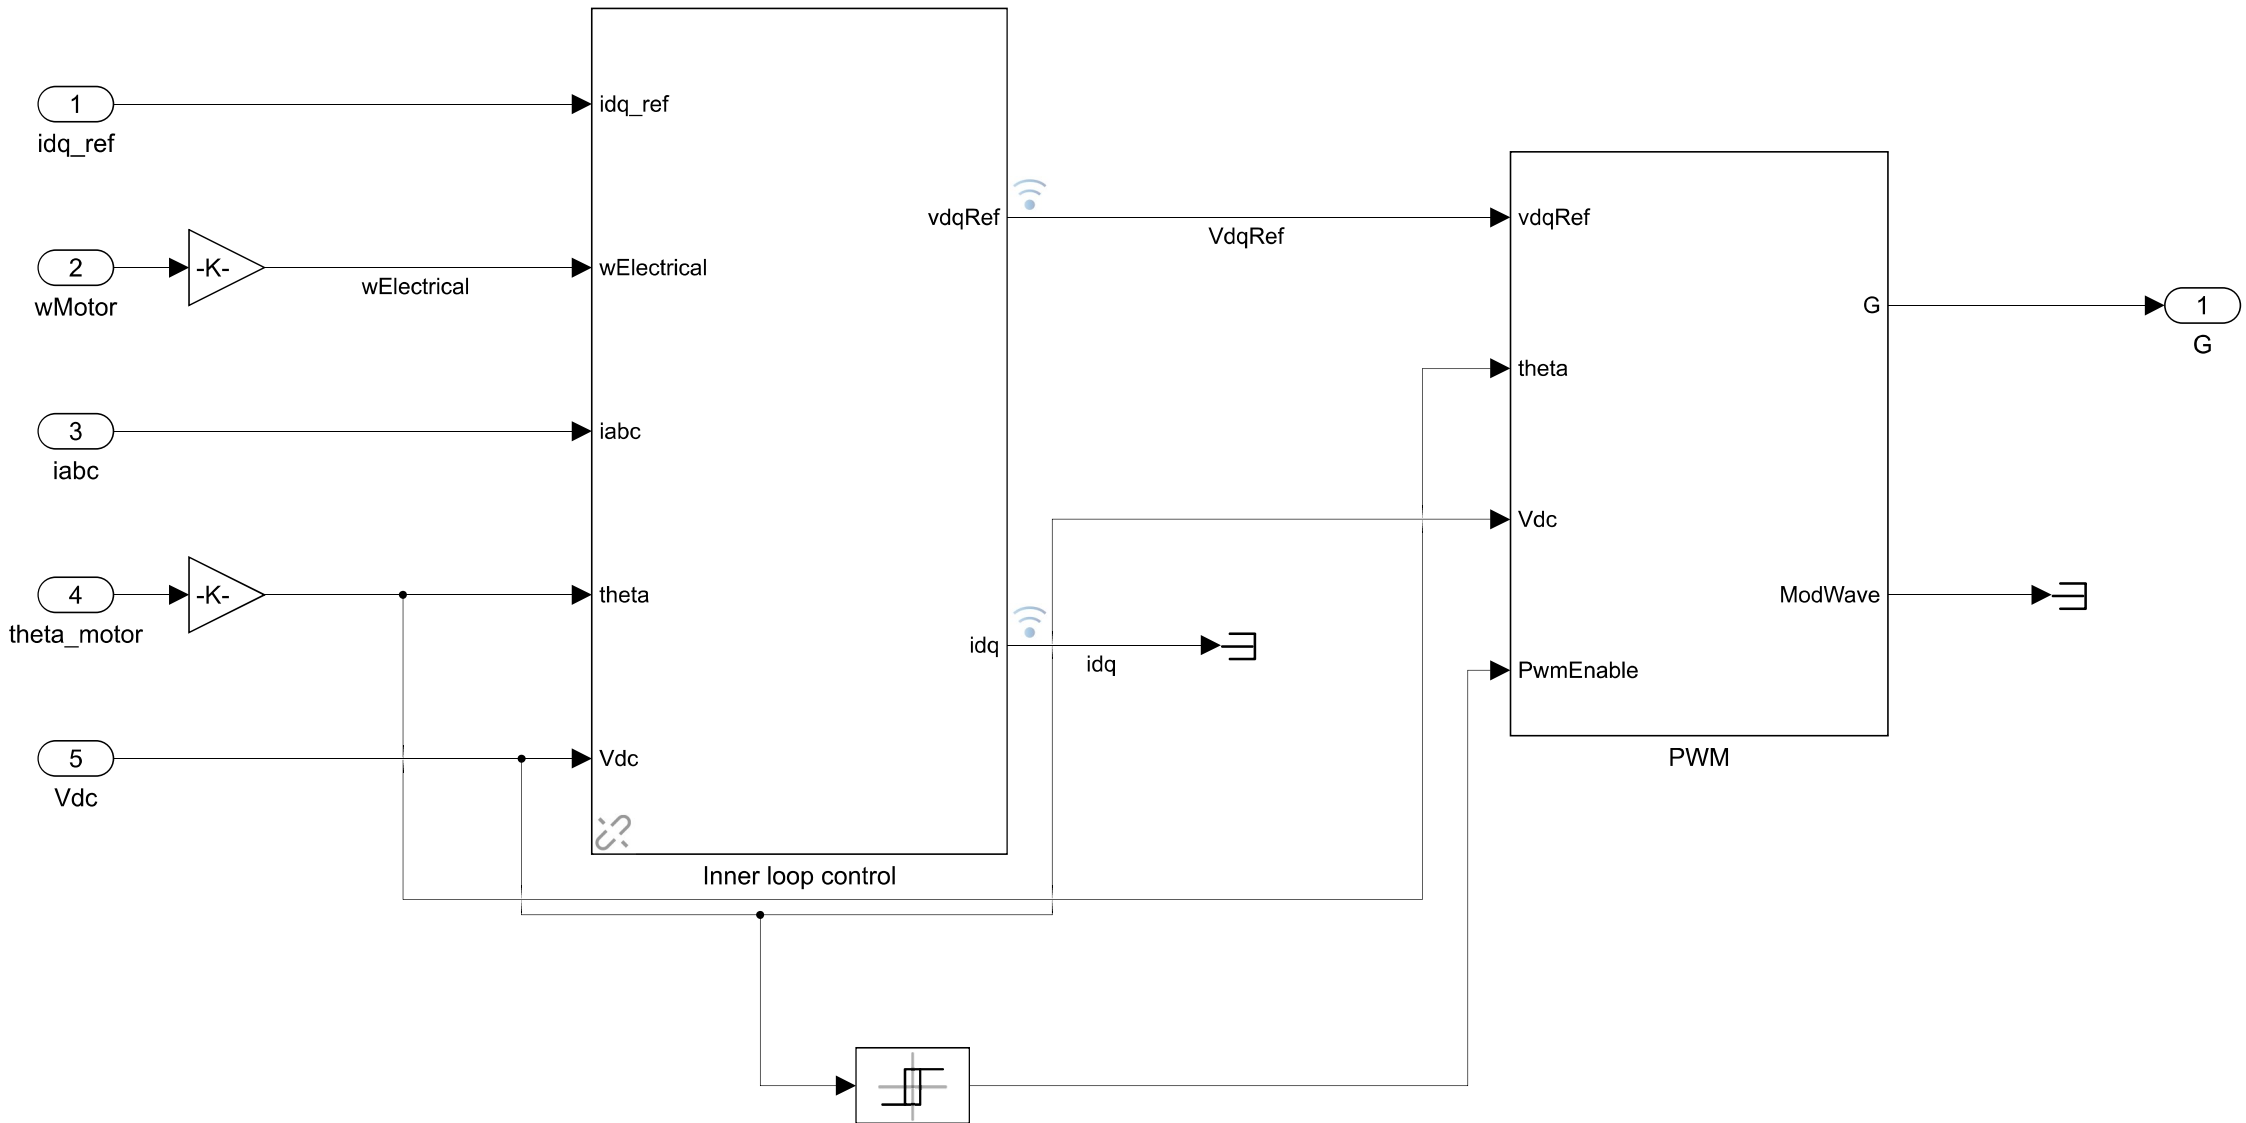 1
idq_ref
2
wMotor
-K-
wElectrical
3
iabc
4
theta_motor
-K-
5
Vdc
idq_ref
wElectrical
iabc
theta
Vdc
vdqRef
idq
Inner loop control
VdqRef
idq
vdqRef
theta
Vdc
PwmEnable
G
ModWave
PWM
1
G